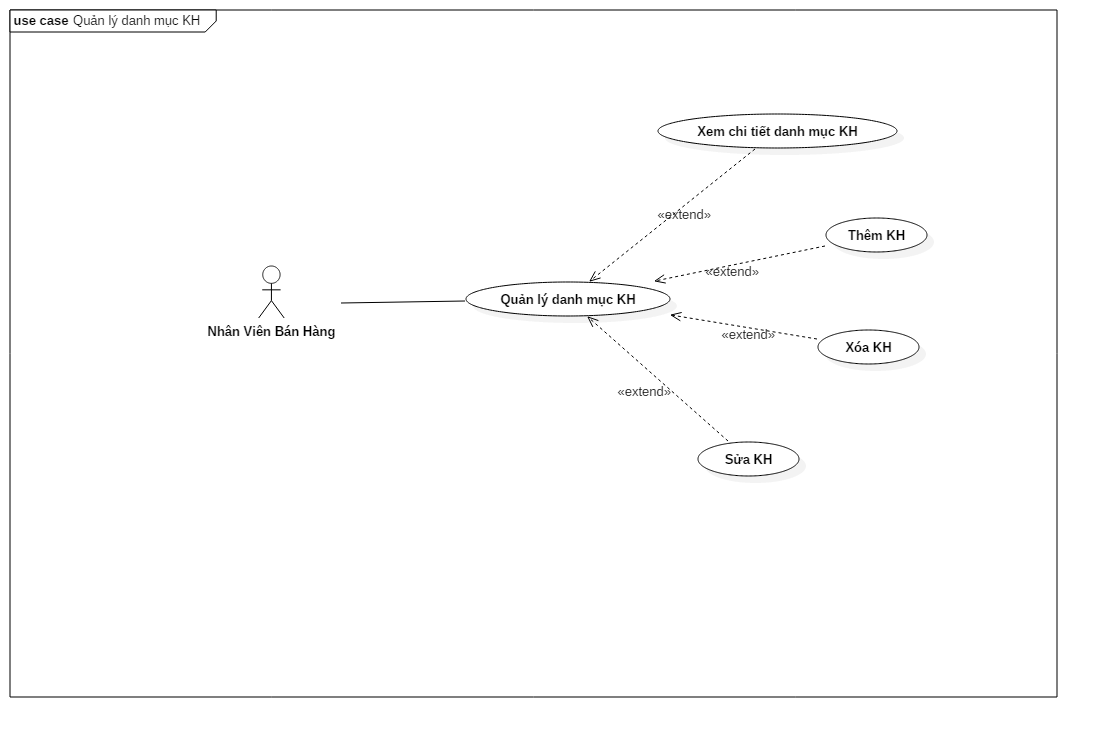 use case Quản lý danh mục KH
Xem chi tiết danh mục KH
«extend»
Thêm KH
«extend»
Quản lý danh mục KH
Nhân Viên Bán Hàng
«extend»
Xóa KH
«extend»
Sửa KH